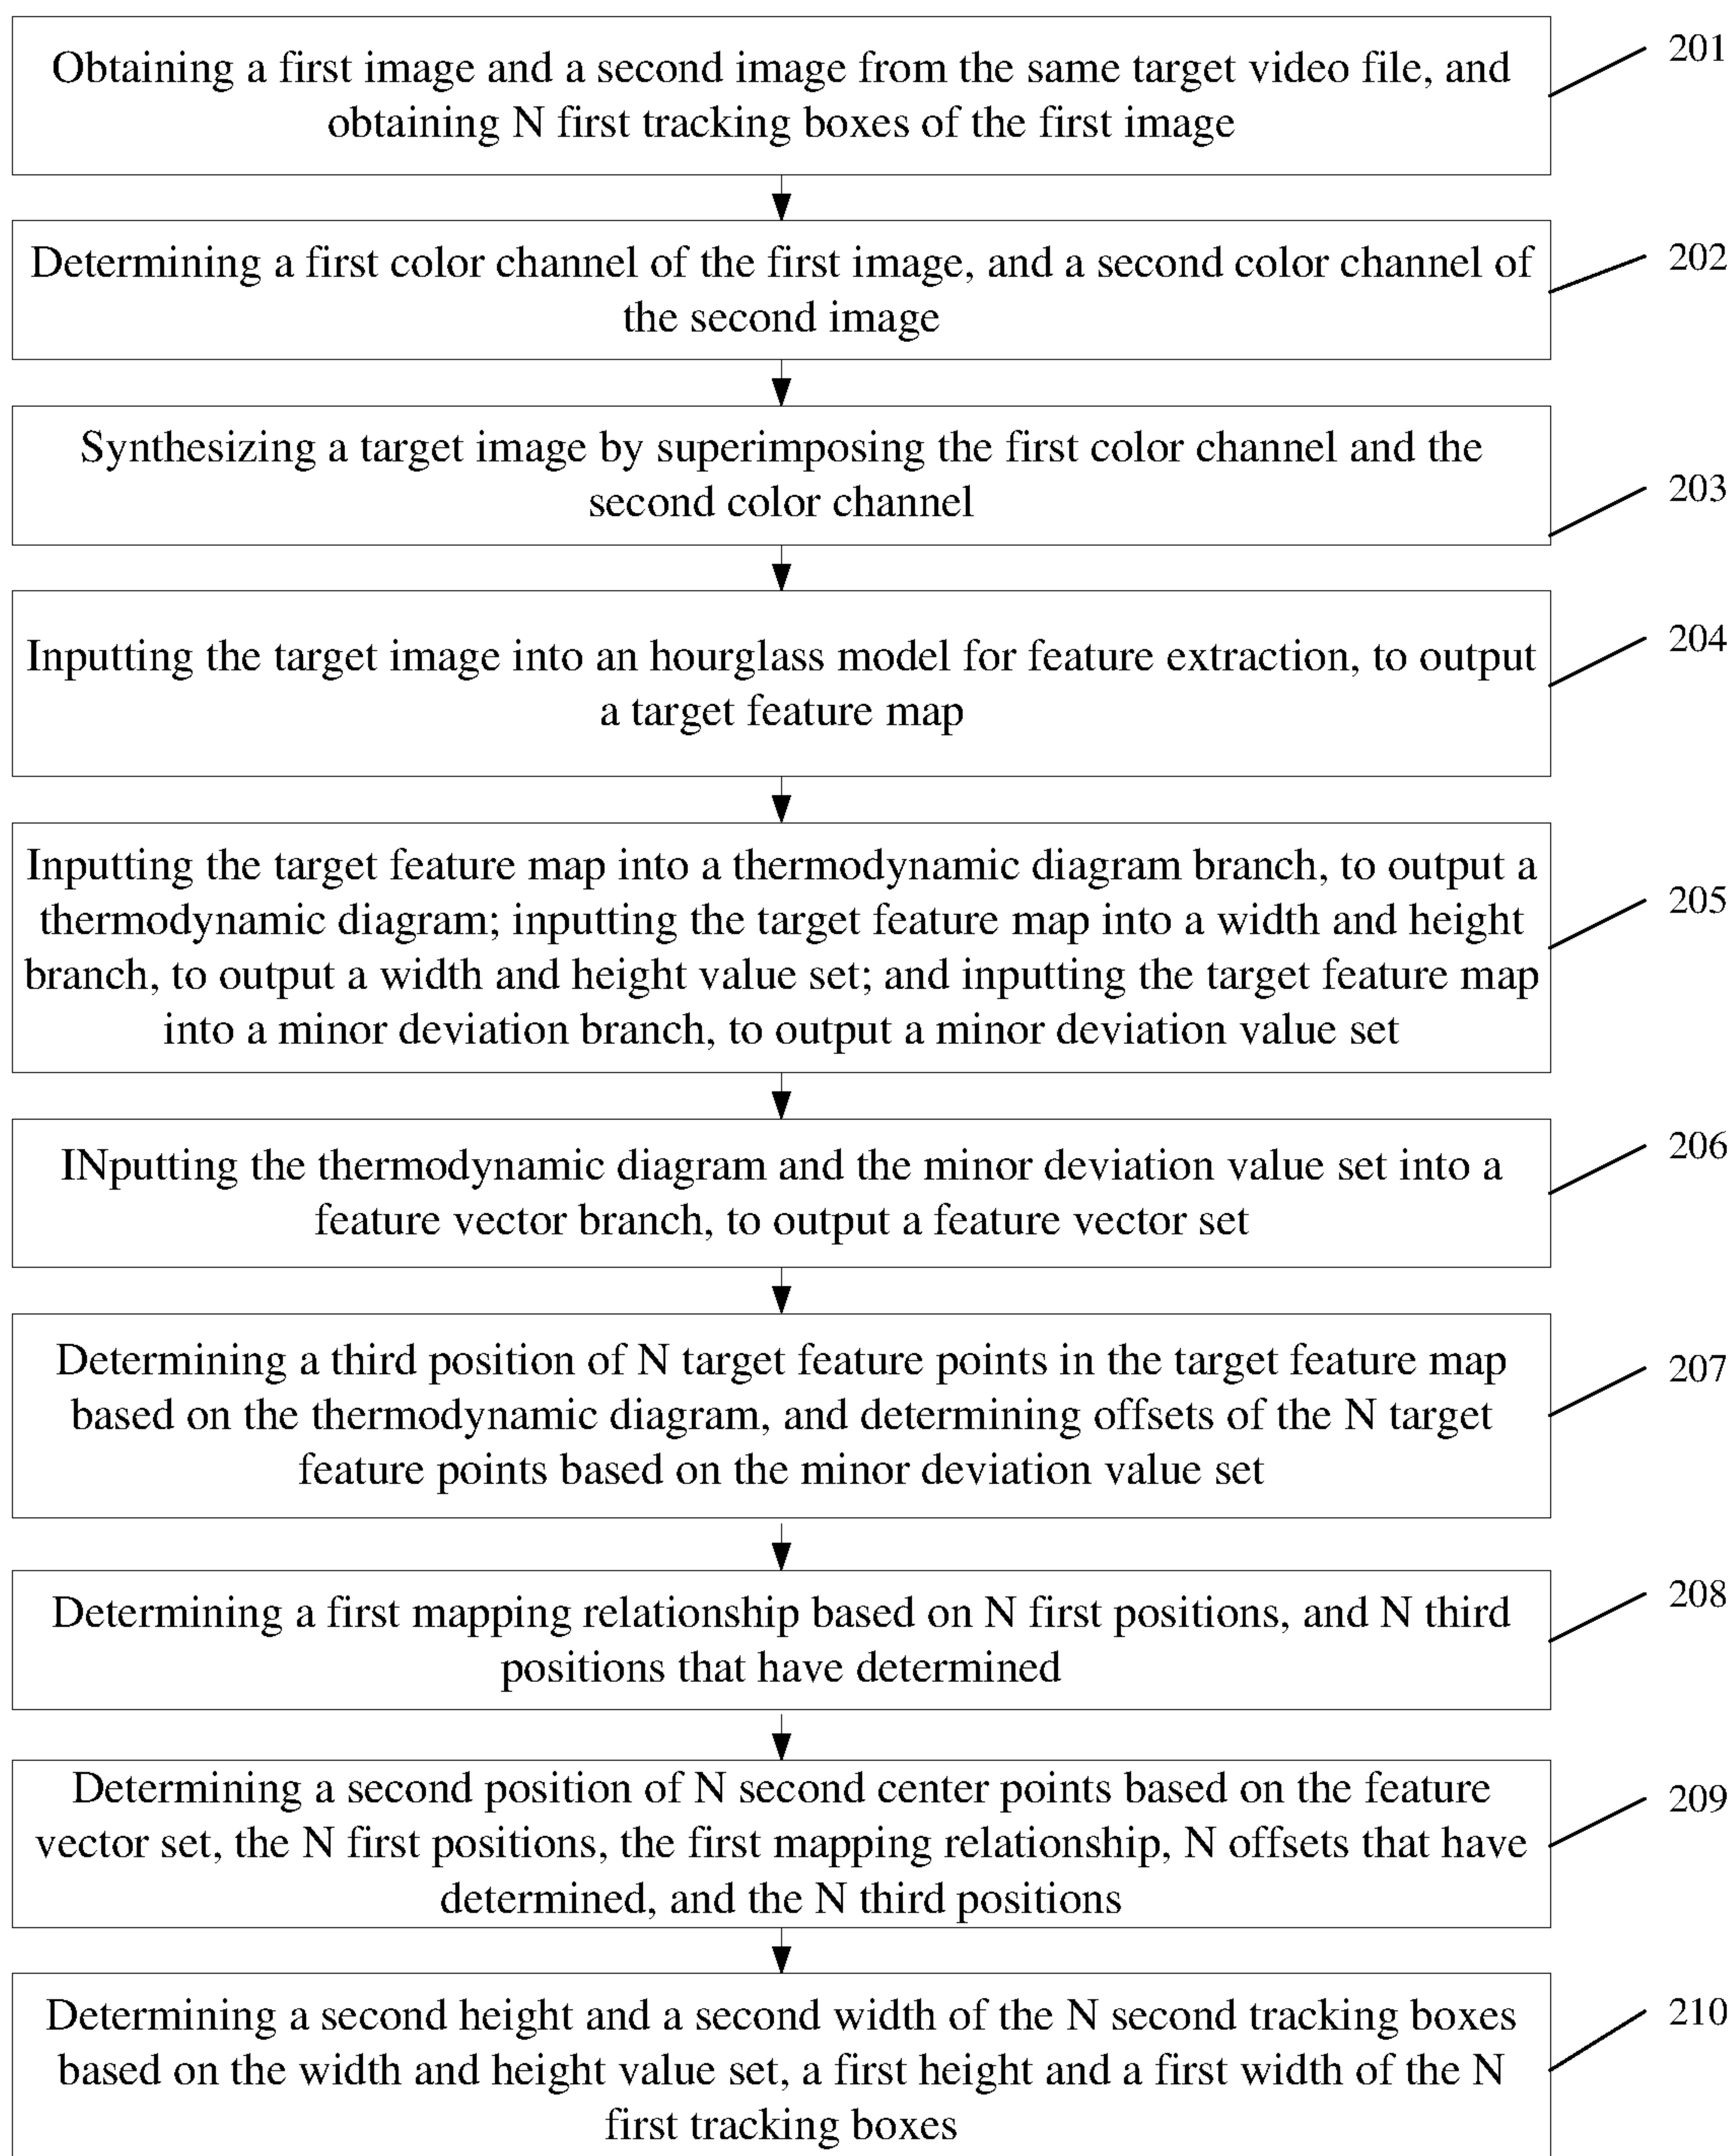 Obtaining a first image and a second image from the same target video file, and
obtaining N first tracking boxes of the first image
201
Determining a first color channel of the first image, and a second color channel of
the second image
202
Synthesizing a target image by superimposing the first color channel and the
second color channel
203
Inputting the target image into an hourglass model for feature extraction, to output
a target feature map
204
Inputting the target feature map into a thermodynamic diagram branch, to output a
thermodynamic diagram; inputting the target feature map into a width and height
branch, to output a width and height value set; and inputting the target feature map
into a minor deviation branch, to output a minor deviation value set
205
INputting the thermodynamic diagram and the minor deviation value set into a
feature vector branch, to output a feature vector set
206
Determining a third position of N target feature points in the target feature map
based on the thermodynamic diagram, and determining offsets of the N target
feature points based on the minor deviation value set
207
Determining a first mapping relationship based on N first positions, and N third
positions that have determined
208
Determining a second position of N second center points based on the feature
vector set, the N first positions, the first mapping relationship, N offsets that have
determined, and the N third positions
209
Determining a second height and a second width of the N second tracking boxes
based on the width and height value set, a first height and a first width of the N
first tracking boxes
210